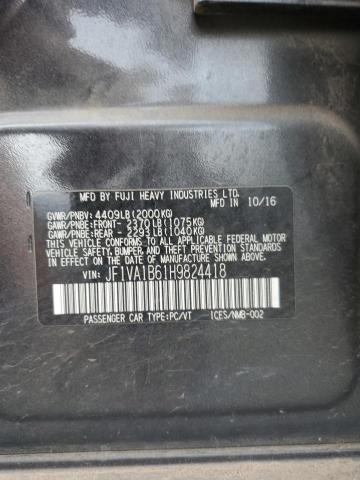 MFD BY FUJI HEAVY INDUSTRIES LTD.
10/16
GVWR/PNBV: 4409LB(2000KG)
GAWR/PNBE:FRONT- 2370LB(1075KG)
GAWR/PNBE:REAR - 2293LB(1040KG)
THIS VEHICLE CONFORMS TO ALL APPLICABLE FEDERAL MOTOR
VEHICLE SAFETY, BUMPER, AND THEFT PREVENTION STANDARDS
IN EFFECT ON THE DATE OF MANUFACTURE SHOWN ABOVE.
VIN: JF1VA1B61H9824418
PASSENGER CAR TYPE:PC/VT ICES/NMB-002